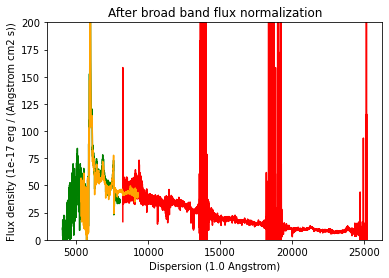 After broad band flux normalization
Flux density (1e-17 erg / (Angstrom cm2 s))
200
175
150
125
100
75
50
25
0
5000 10000 15000 20000 25000
Dispersion (1.0 Angstrom)